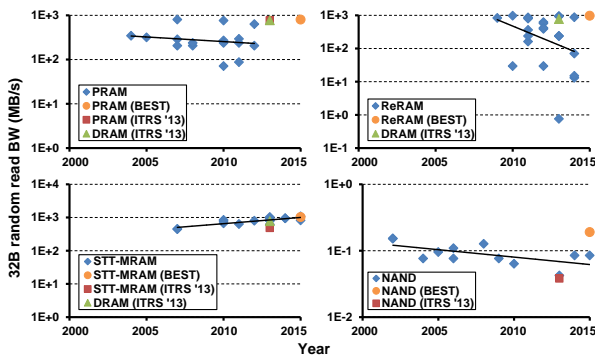 32B random read BW (MB/s)
1E+3
1E+2
1E+1
1E+0
PRAM
PRAM (BEST)
PRAM (ITRS '13)
DRAM (ITRS '13)
2000 2005 2010 2015
1E+3
1E+2
1E+1
1E+0
1E-1
ReRAM
ReRAM (BEST)
DRAM (ITRS '13)
2000 2005 2010 2015
1E+4
1E+3
1E+2
1E+1
1E+0
STT-MRAM
STT-MRAM (BEST)
STT-MRAM (ITRS '13)
DRAM (ITRS '13)
2000 2005 2010 2015
1E+0
1E-1
1E-2
NAND
NAND (BEST)
NAND (ITRS '13)
2000 2005 2010 2015
Year